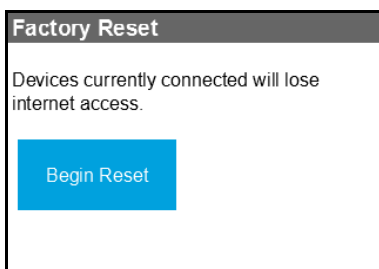 Factory Reset
Devices currently connected will lose
internet access.
Begin Reset